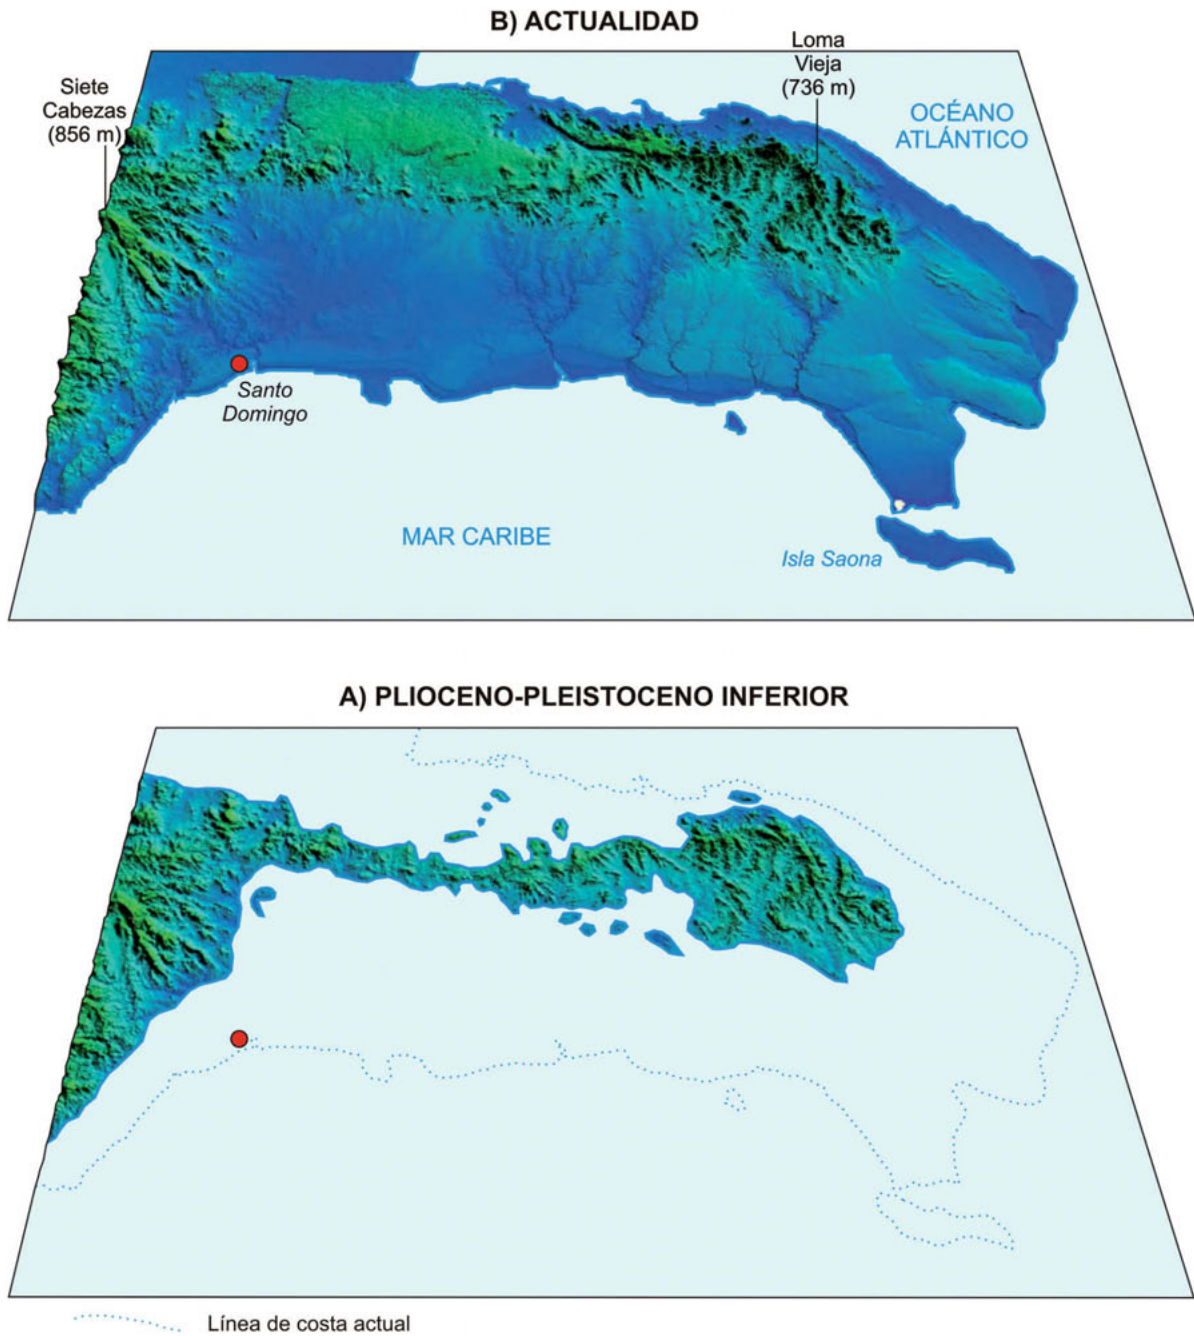 B) ACTUALIDAD
Loma
Vieja
(736 m)
Siete
Cabezas
(856 m)
OCÉANO
ATLÁNTICO
Santo
Domingo
MAR CARIBE
Isla Saona
A) PLIOCENO-PLEISTOCENO INFERIOR
Línea de costa actual